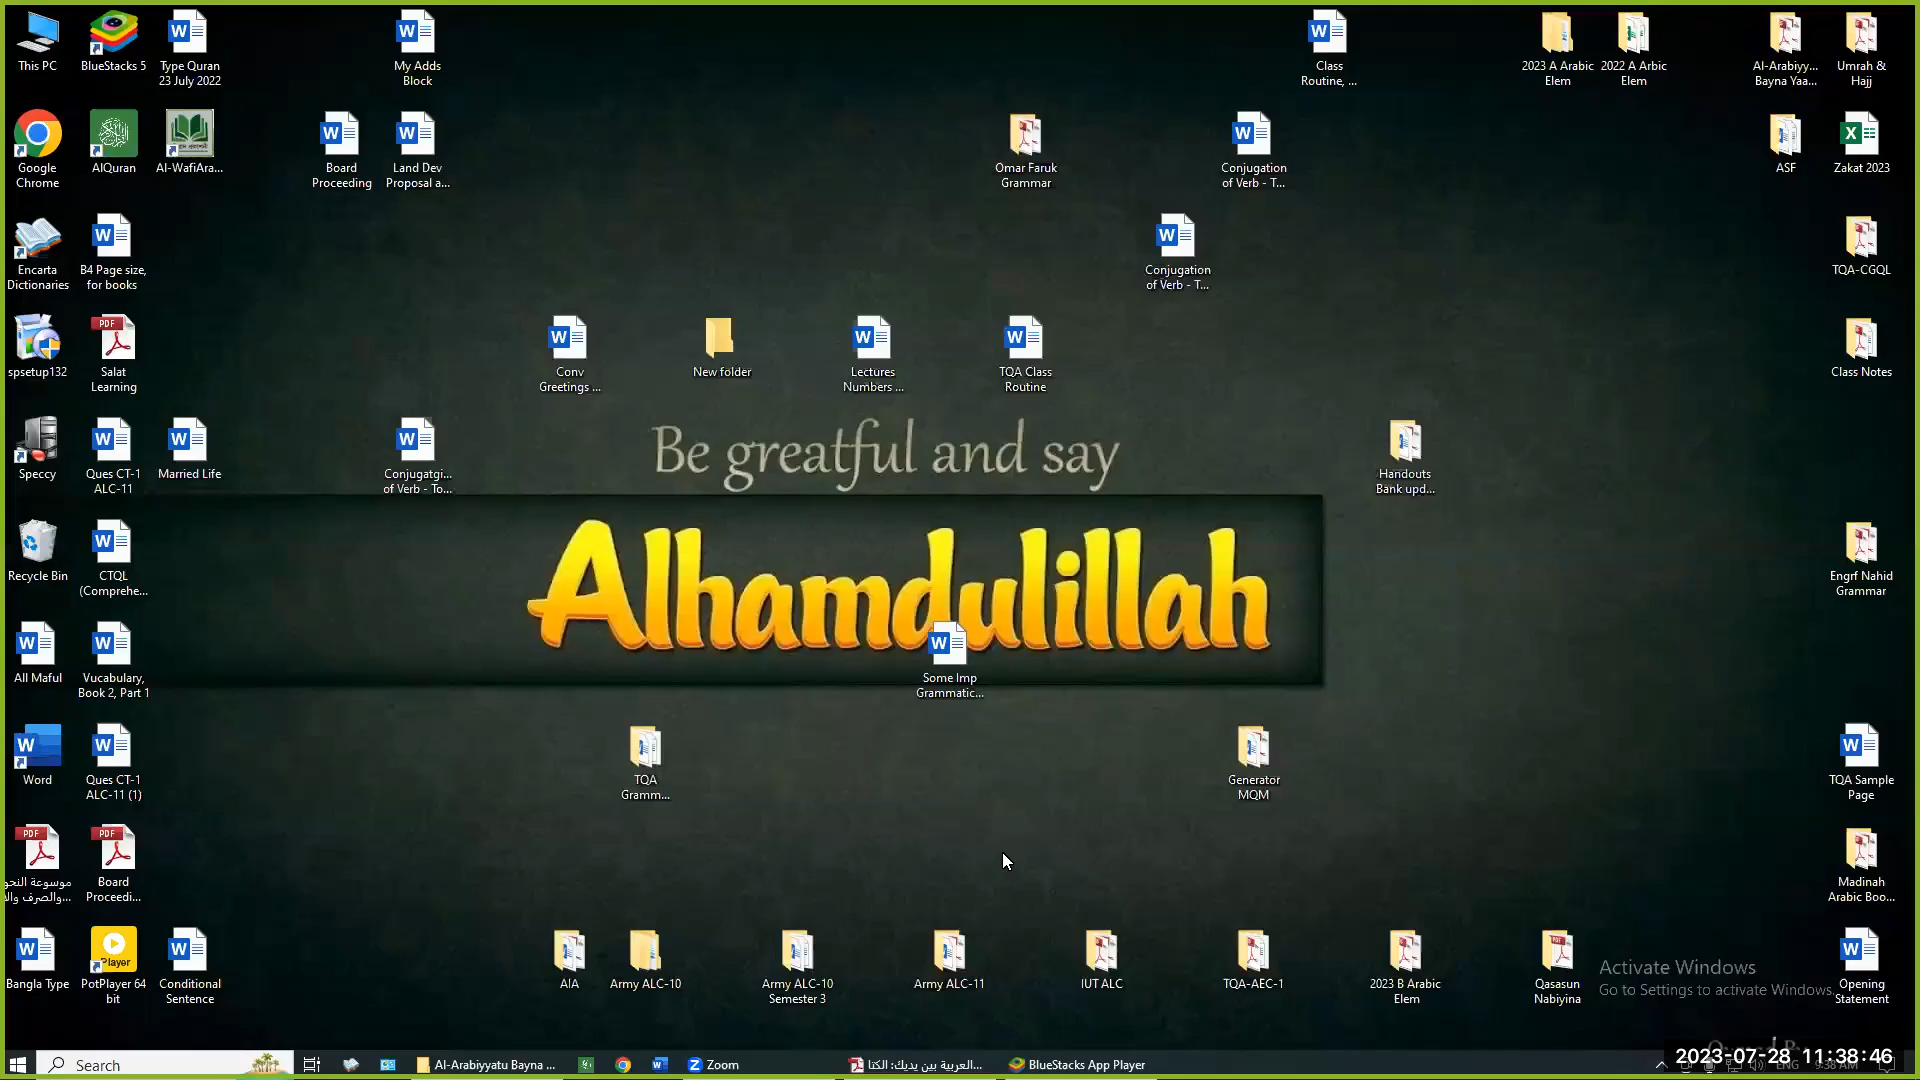 This PC
BlueStacks 5
Type Quran
23 July 2022
My Adds
Block
Class
Routine, ...
2023 A Arabic
Elem
2022 A Arbic
Elem
Al-Arabiyy...
Bayna Yaa...
Umrah &
Hajj
Google
Chrome
AlQuran
Al-WafiAra...
Board
Proceeding
Land Dev
Proposal a...
Omar Faruk
Grammar
Conjugation
of Verb - T...
ASF
Zakat 2023
Encarta
Dictionaries
B4 Page size,
for books
Conjugation
of Verb - T...
TQA-CGQL
spsetup132
Salat
Learning
Conv
Greetings ...
New folder
Lectures
Numbers ...
TQA Class
Routine
Class Notes
Be greatful and say
Speccy
Ques CT-1
ALC-11
Married Life
Conjugatgi...
of Verb - To...
Handouts
Bank upd...
Alhamdulillah
Recycle Bin
CTQL
(Comprehe...
Engrf Nahid
Grammar
All Maful
Vucabulary,
Book 2, Part 1
Some Imp
Grammatic...
Word
Ques CT-1
ALC-11 (1)
TQA
Gramm...
Generator
MQM
TQA Sample
Page
موسوعة النحو
والصرف والا...
Board
Proceedi...
Madinah
Arabic Boo...
Bangla Type
PotPlayer 64
bit
Conditional
Sentence
AIA
Army ALC-10
Army ALC-10
Semester 3
Army ALC-11
IUT ALC
TQA-AEC-1
2023 B Arabic
Elem
Qasasun
Nabiyina
Activate Windows
Go to Settings to activate Windows.
Opening
Statement
Search
Al-Arabiyyatu Bayna ...
Zoom
العربية بين يديك: الكتا...
BlueStacks App Player
2023-07-28 11:38:46
ENG
9:38 AM